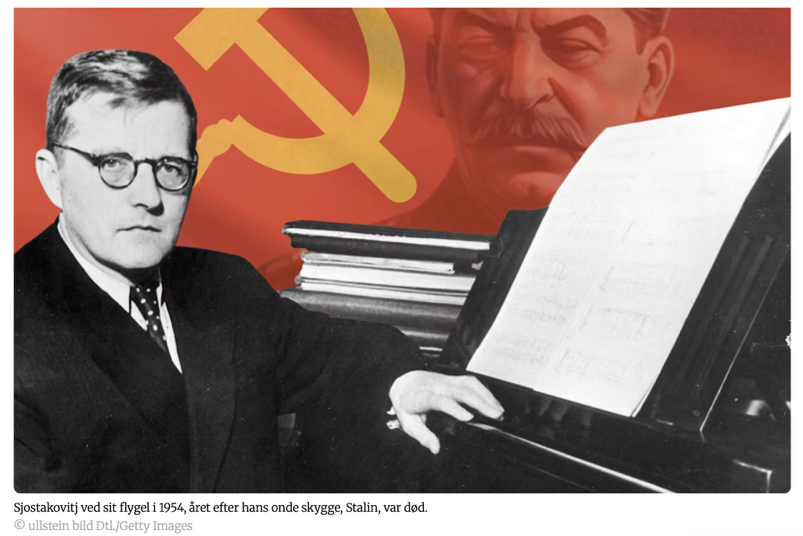 Sjostakovitj ved sit flygel i 1954, året efter hans onde skygge, Stalin, var død.
© ullstein bild Dtl./Getty Images